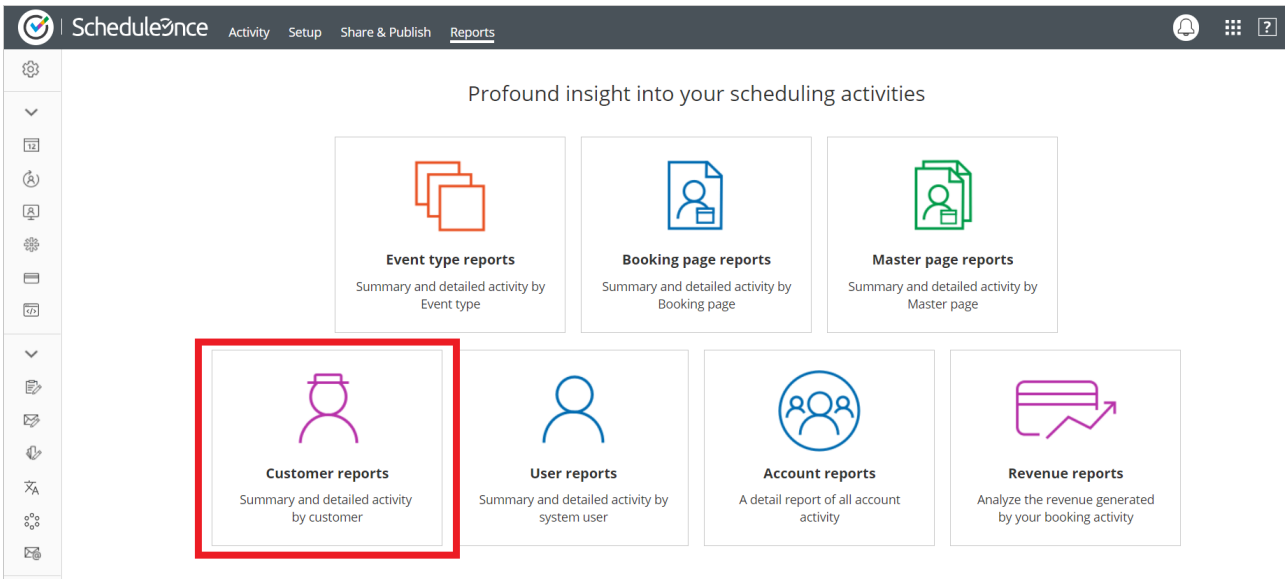 ScheduleOnce Activity Setup Share & Publish Reports ?
12
Profound insight into your scheduling activities
Event type reports
Summary and detailed activity by
Event type
Booking page reports
Summary and detailed activity by
Booking page
Master page reports
Summary and detailed activity by
Master page
Customer reports
Summary and detailed activity
by customer
User reports
Summary and detailed activity by
system user
Account reports
A detail report of all account
activity
Revenue reports
Analyze the revenue generated
by your booking activity